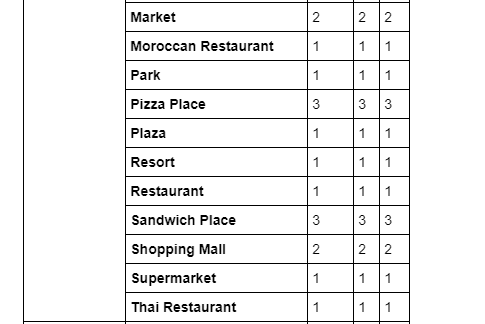 Market 2 2 2
Moroccan Restaurant 1 1 1
Park 1 1 1
Pizza Place 3 3 3
Plaza 1 1 1
Resort 1 1 1
Restaurant 1 1 1
Sandwich Place 3 3 3
Shopping Mall 2 2 2
Supermarket 1 1 1
Thai Restaurant 1 1 1